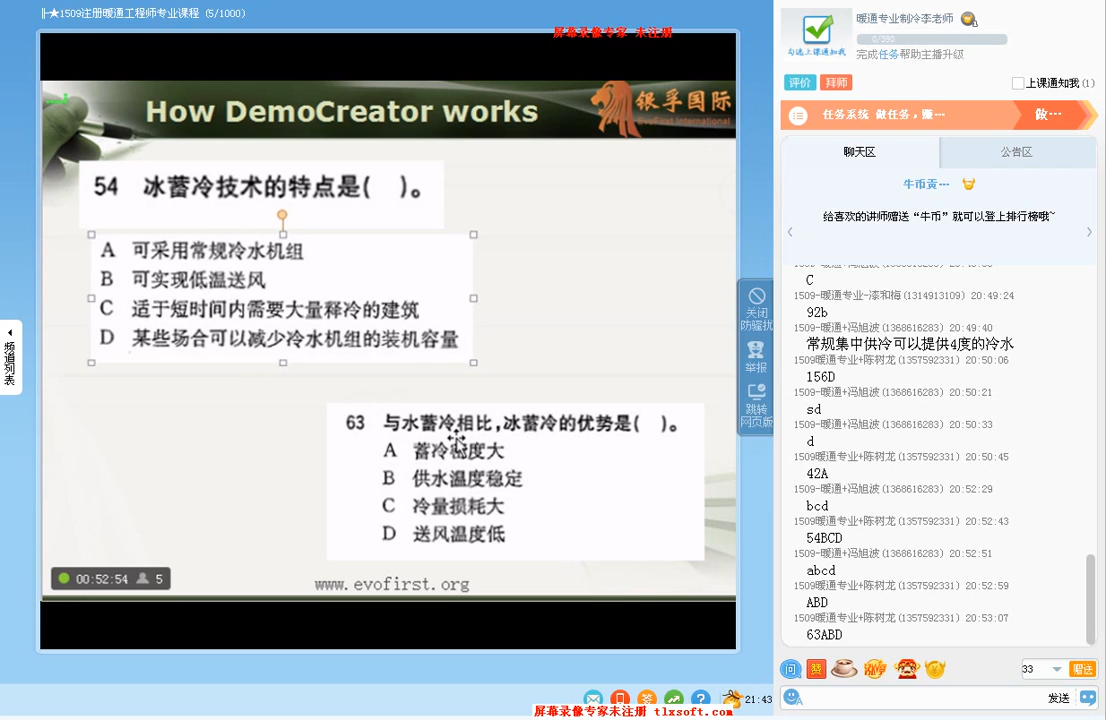 ╟★1509注册暖通工程师专业课程 (5/1000)
屏幕录像专家 未注册
How DemoCreator works
银孚国际
EvoFirst International
54 冰蓄冷技术的特点是( )。
A 可采用常规冷水机组
B 可实现低温送风
C 适于短时间内需要大量释冷的建筑
D 某些场合可以减少冷水机组的装机容量
63 与水蓄冷相比,冰蓄冷的优势是( )。
A 蓄冷密度大
B 供水温度稳定
C 冷量损耗大
D 送风温度低
00:52:54 5
www.evofirst.org
频道列表
关闭
防骚扰
举报
跳转
网页版
21:43
屏幕录像专家未注册 tlxsoft.com
勾选上课通知我
暖通专业制冷李老师
0/390
完成任务帮助主播升级
评价 拜师
上课通知我 (1)
任务系统 做任务，赚… 做…
聊天区 公告区
牛币贡…
给喜欢的讲师赠送“牛币”就可以登上排行榜哦~
C
1509-暖通专业-漆和梅(1314913109) 20:49:24
92b
1509-暖通+冯旭波(1368616283) 20:49:40
常规集中供冷可以提供4度的冷水
1509暖通专业+陈树龙(1357592331) 20:50:06
156D
1509-暖通+冯旭波(1368616283) 20:50:21
sd
1509-暖通+冯旭波(1368616283) 20:50:33
d
1509暖通专业+陈树龙(1357592331) 20:50:45
42A
1509-暖通+冯旭波(1368616283) 20:52:29
bcd
1509暖通专业+陈树龙(1357592331) 20:52:43
54BCD
1509-暖通+冯旭波(1368616283) 20:52:51
abcd
1509暖通专业+陈树龙(1357592331) 20:52:59
ABD
1509暖通专业+陈树龙(1357592331) 20:53:07
63ABD
问 赞 33 赠送
发送